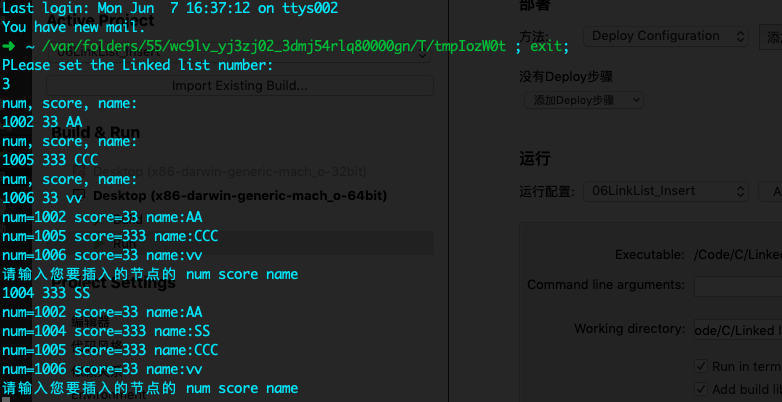 Last login: Mon Jun  7 16:37:12 on ttys002
You have new mail.
➜  ~ /var/folders/55/wc9lv_yj3zj02_3dmj54rlq80000gn/T/tmpIozW0t ; exit;
PLease set the Linked list number:
3
num, score, name:
1002 33 AA
num, score, name:
1005 333 CCC
num, score, name:
1006 33 vv
num=1002 score=33 name:AA
num=1005 score=333 name:CCC
num=1006 score=33 name:vv
请输入您要插入的节点的 num score name
1004 333 SS
num=1002 score=33 name:AA
num=1004 score=333 name:SS
num=1005 score=333 name:CCC
num=1006 score=33 name:vv
请输入您要插入的节点的 num score name
Active Project
Import Existing Build...
Build & Run
Desktop (x86-darwin-generic-mach_o-32bit)
Desktop (x86-darwin-generic-mach_o-64bit)
Project Settings
编辑器
Environment
部署
方法:
Deploy Configuration
没有Deploy步骤
添加Deploy步骤
运行
运行配置:
06LinkList_Insert
Executable:
/Code/C/Linked
Command line arguments:
Working directory:
ode/C/Linked l
Run in term
Add build lib